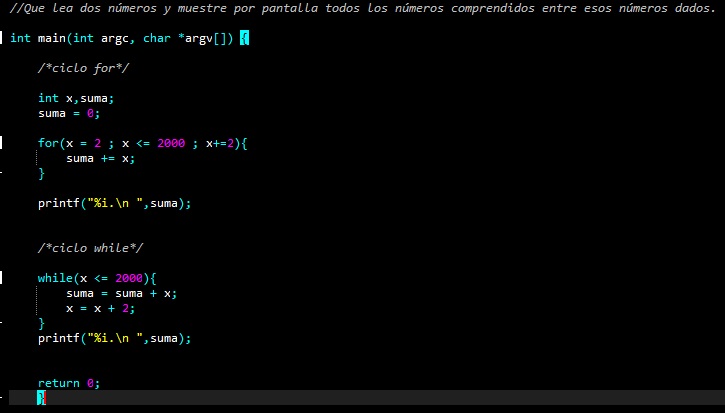 //Que lea dos números y muestre por pantalla todos los números comprendidos entre esos números dados.
int main(int argc, char *argv[]) {
/*ciclo for*/
int x,suma;
suma = 0;
for(x = 2 ; x <= 2000 ; x+=2){
suma += x;
}
printf("%i.\n ",suma);
/*ciclo while*/
while(x <= 2000){
suma = suma + x;
x = x + 2;
}
printf("%i.\n ",suma);
return 0;
}